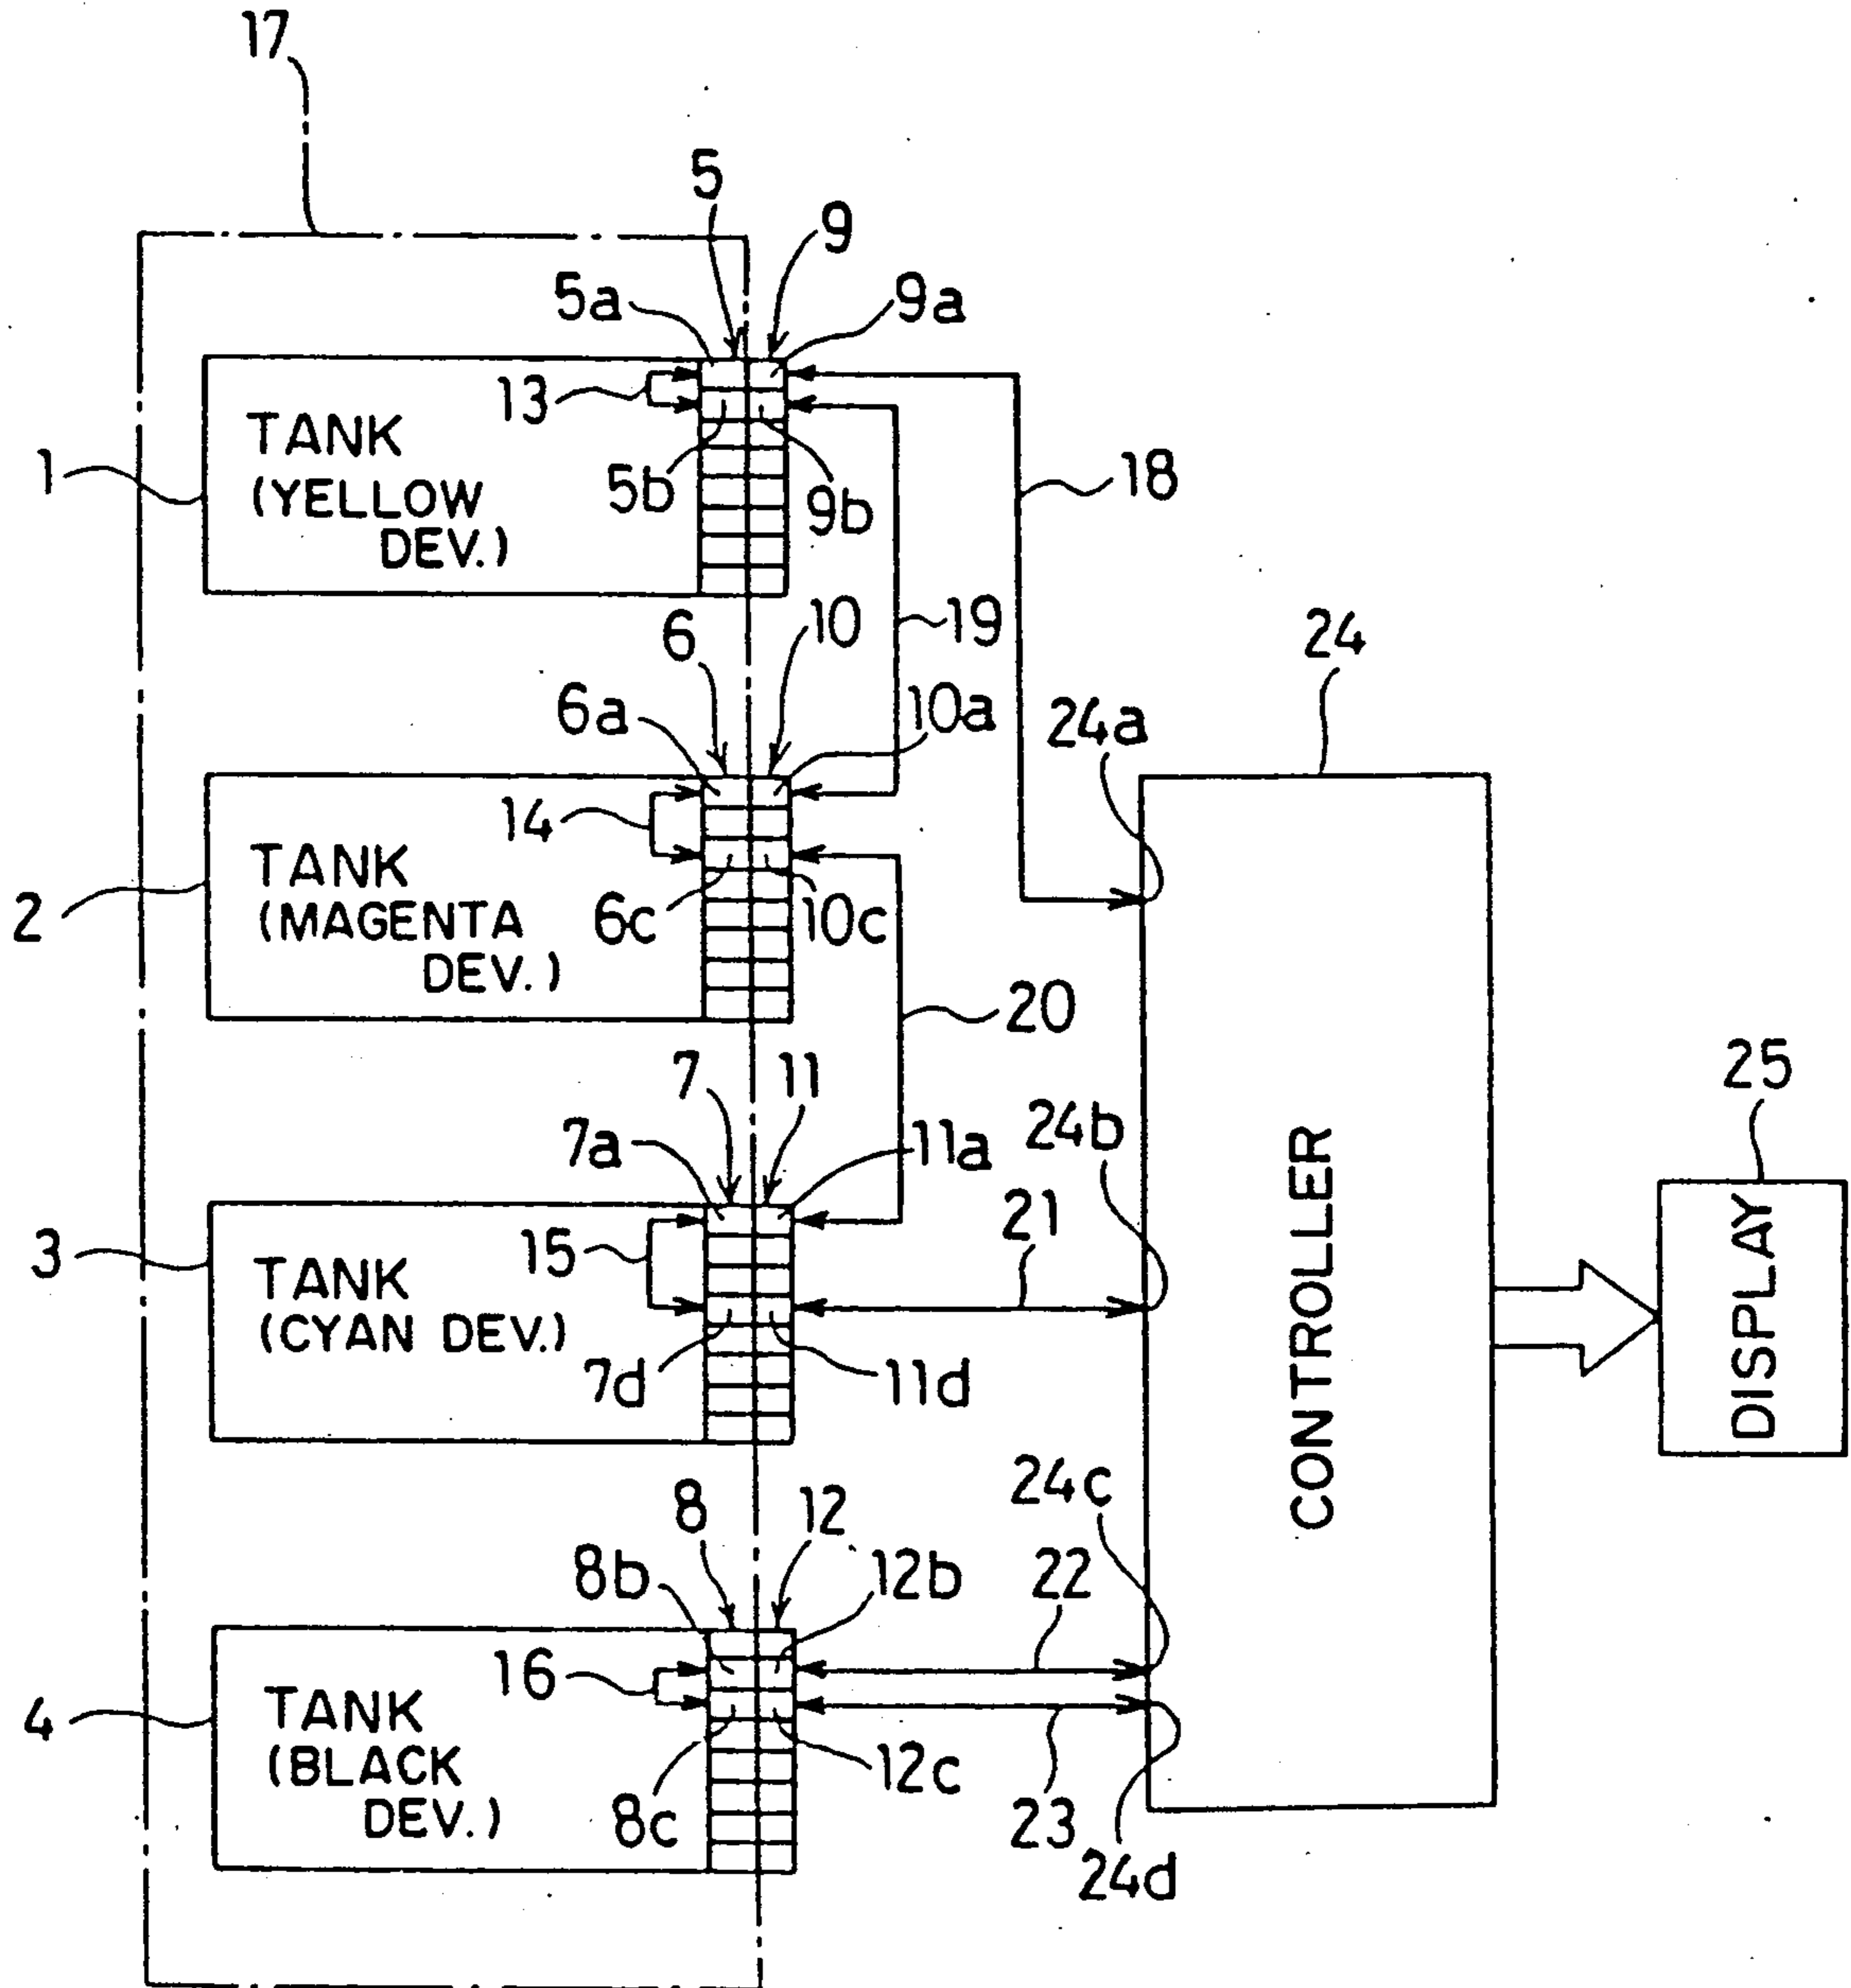 17
5
9
5a
9a
13
TANK
(YELLOW
DEV.)
1
5b
9b
18
6
10
19
24
6a
10a
24a
14
TANK
(MAGENTA
DEV.)
2
6c
10c
20
7
11
25
7a
11a
24b
3
15
21
TANK
(CYAN DEV.)
7d
11d
CONTROLLER
DISPLAY
8
12
24c
8b
12b
22
16
4
TANK
(BLACK
DEV.)
8c
12c
23
24d